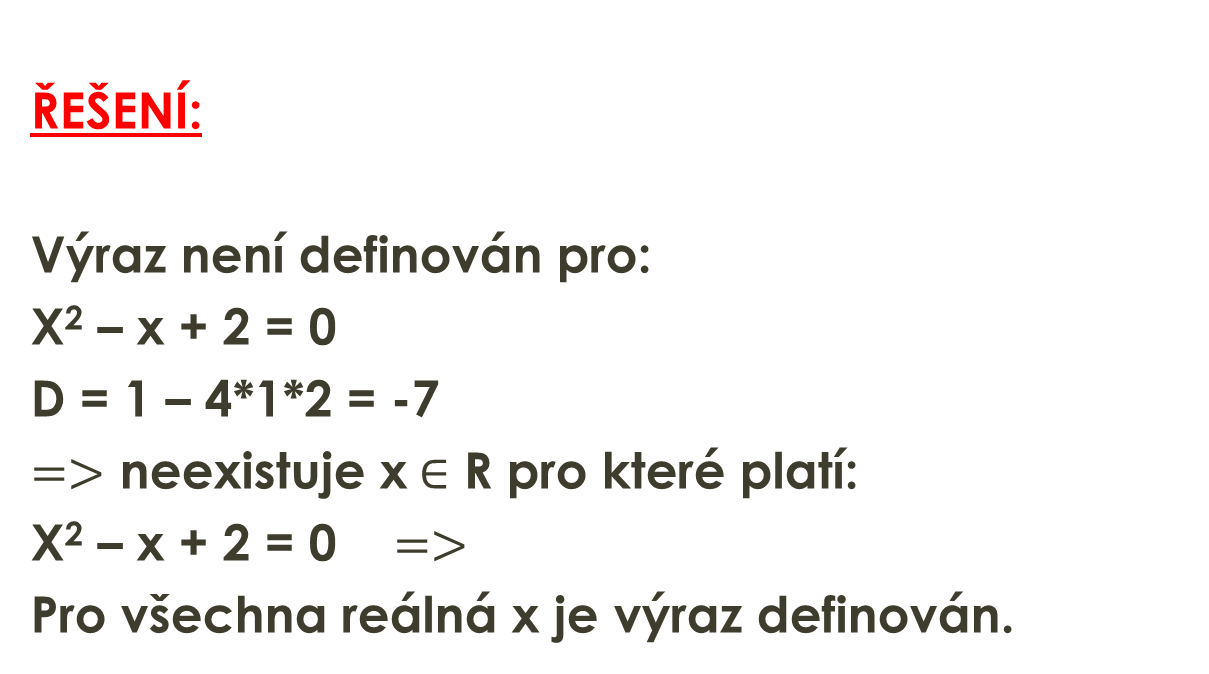 ŘEŠENÍ:
Výraz není definován pro:
X² – x + 2 = 0
D = 1 – 4*1*2 = -7
=> neexistuje x ∈ R pro které platí:
X² – x + 2 = 0 =>
Pro všechna reálná x je výraz definován.